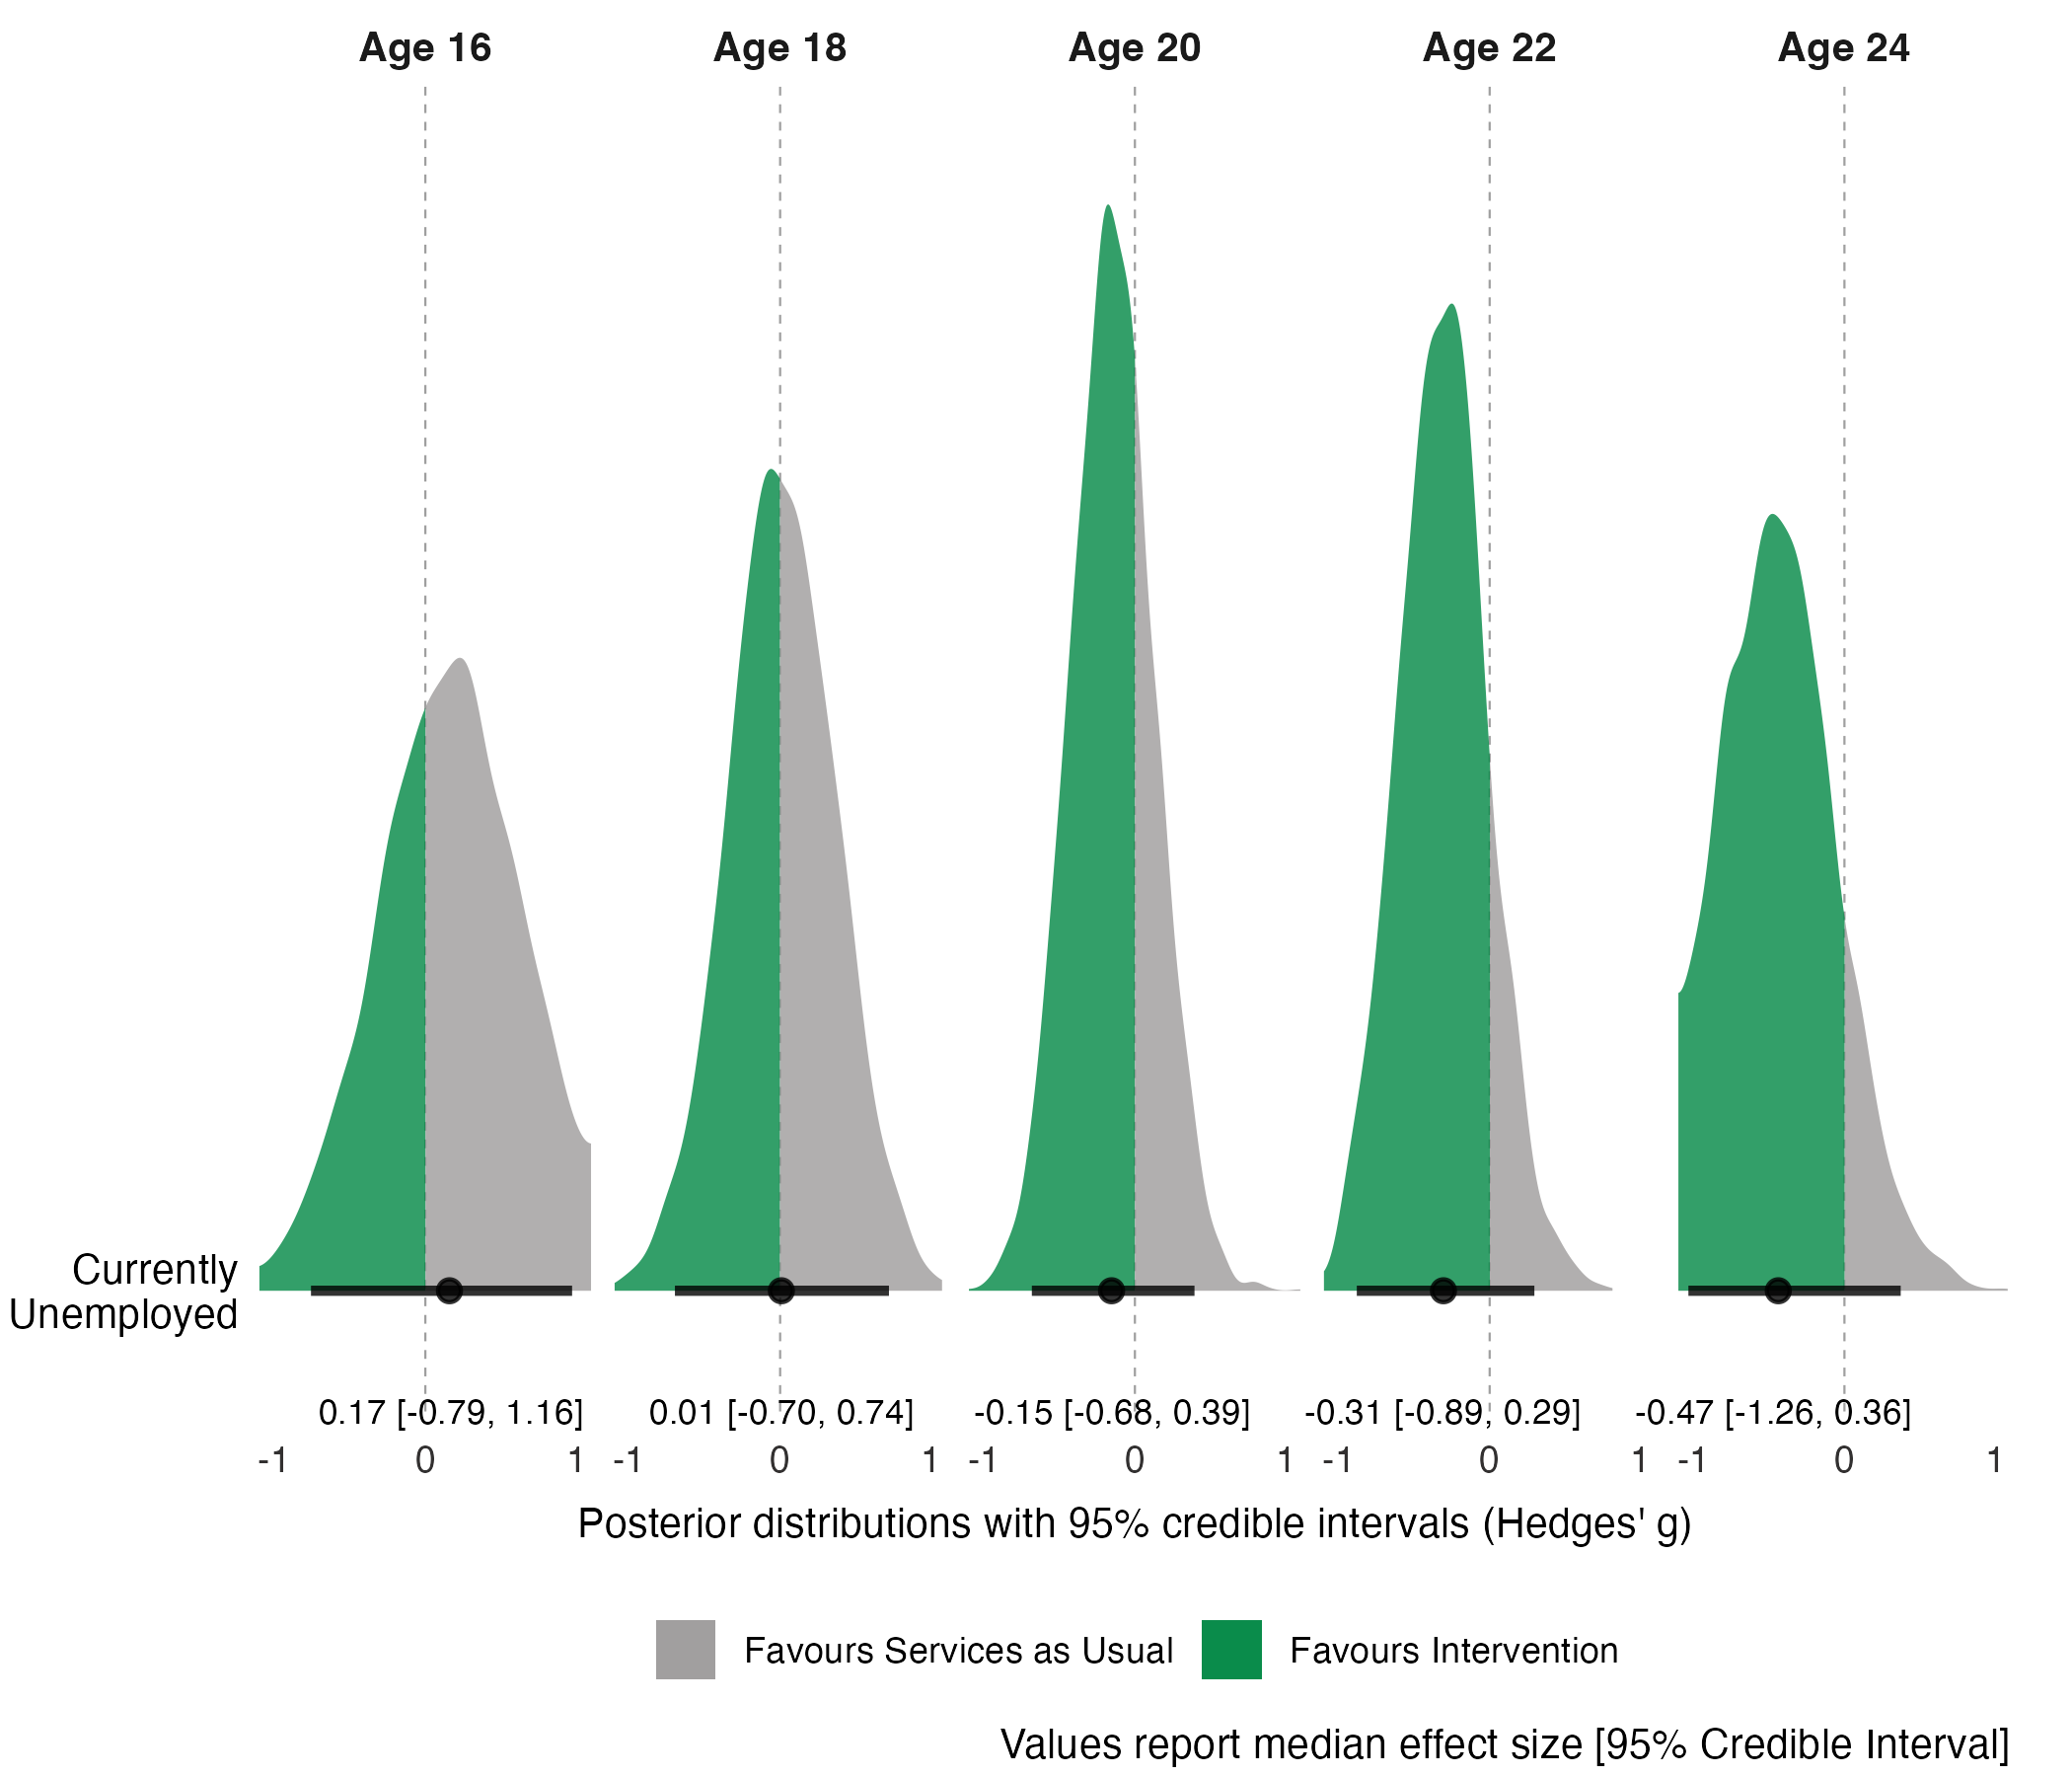 Age 16 Age 18 Age 20 Age 22 Age 24
Currently
Unemployed
0.17 [-0.79, 1.16] 0.01 [-0.70, 0.74] -0.15 [-0.68, 0.39] -0.31 [-0.89, 0.29] -0.47 [-1.26, 0.36]
-1 0 1 -1 0 1 -1 0 1 -1 0 1 -1 0 1
Posterior distributions with 95% credible intervals (Hedges' g)
Favours Services as Usual Favours Intervention
Values report median effect size [95% Credible Interval]